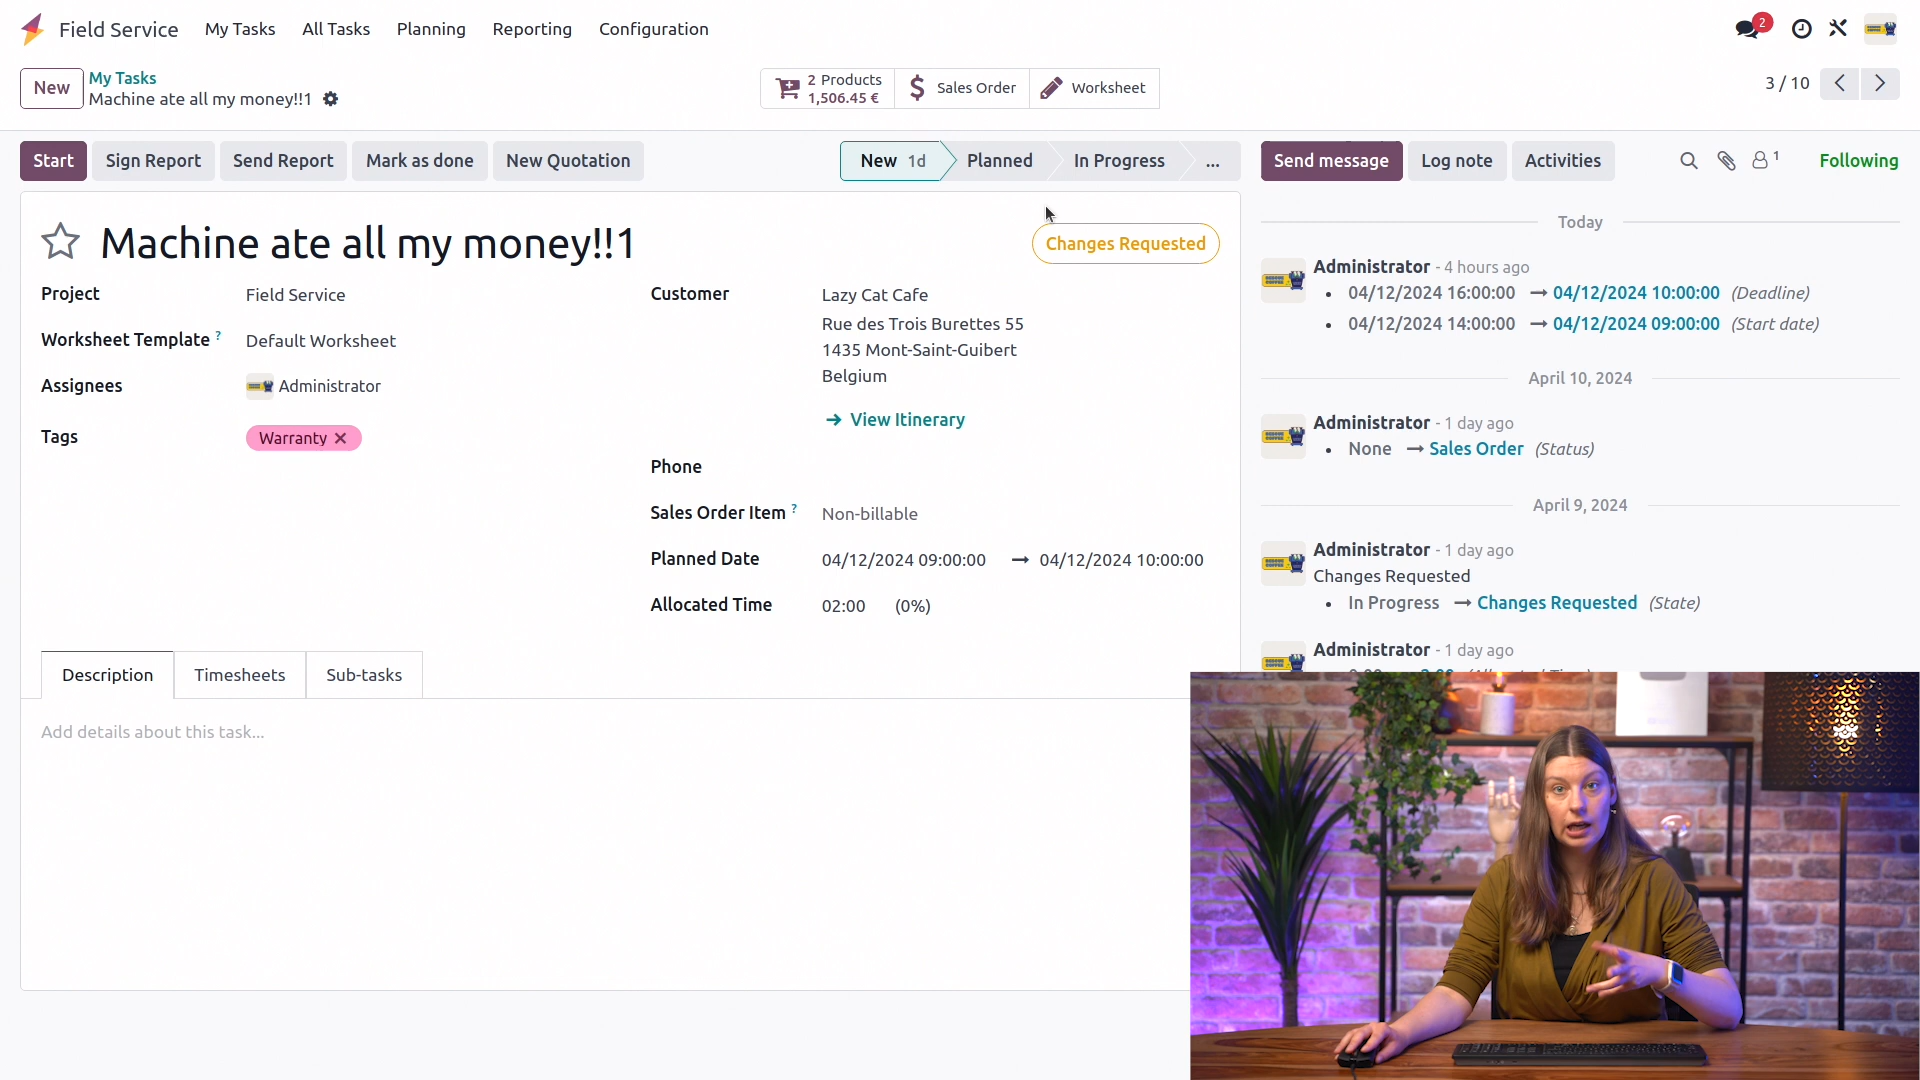 Field Service My Tasks All Tasks Planning Reporting Configuration 2
New My Tasks
Machine ate all my money!!1
2 Products
1,506.45 €
Sales Order
Worksheet
3 / 10
Start Sign Report Send Report Mark as done New Quotation
New 1d Planned In Progress ...
Send message Log note Activities 1 Following
Machine ate all my money!!1
Changes Requested
Project Field Service
Worksheet Template ? Default Worksheet
Assignees Administrator
Tags Warranty
Customer Lazy Cat Cafe
Rue des Trois Burettes 55
1435 Mont-Saint-Guibert
Belgium
View Itinerary
Phone
Sales Order Item ? Non-billable
Planned Date 04/12/2024 09:00:00 → 04/12/2024 10:00:00
Allocated Time 02:00 (0%)
Description Timesheets Sub-tasks
Add details about this task...
Today
Administrator - 4 hours ago
• 04/12/2024 16:00:00 → 04/12/2024 10:00:00 (Deadline)
• 04/12/2024 14:00:00 → 04/12/2024 09:00:00 (Start date)
April 10, 2024
Administrator - 1 day ago
• None → Sales Order (Status)
April 9, 2024
Administrator - 1 day ago
Changes Requested
• In Progress → Changes Requested (State)
Administrator - 1 day ago